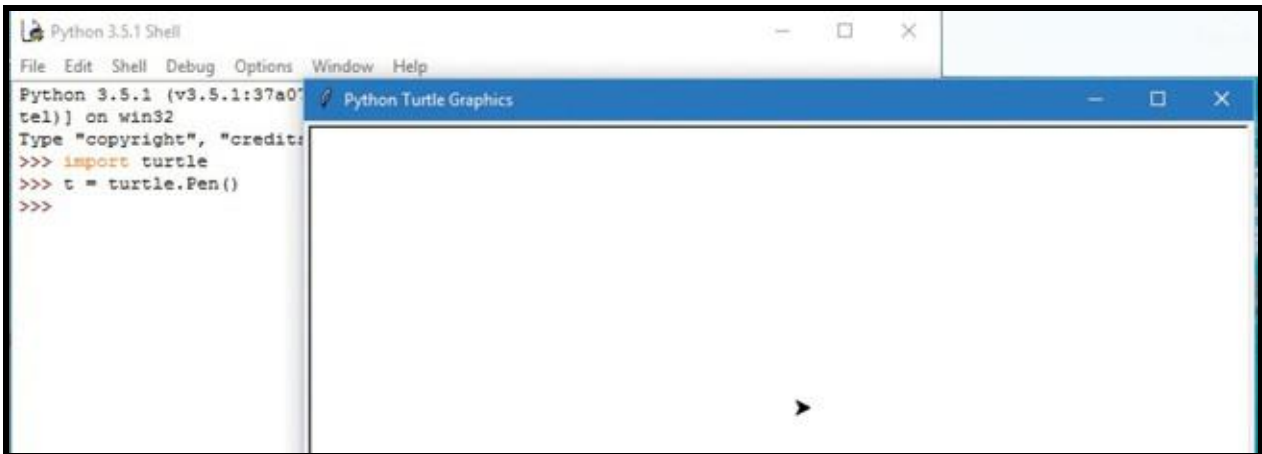 Python 3.5.1 Shell
File Edit Shell Debug Options Window Help
Python 3.5.1 (v3.5.1:37a0
tel)] on win32
Type "copyright", "credit
>>> import turtle
>>> t = turtle.Pen()
>>>
Python Turtle Graphics